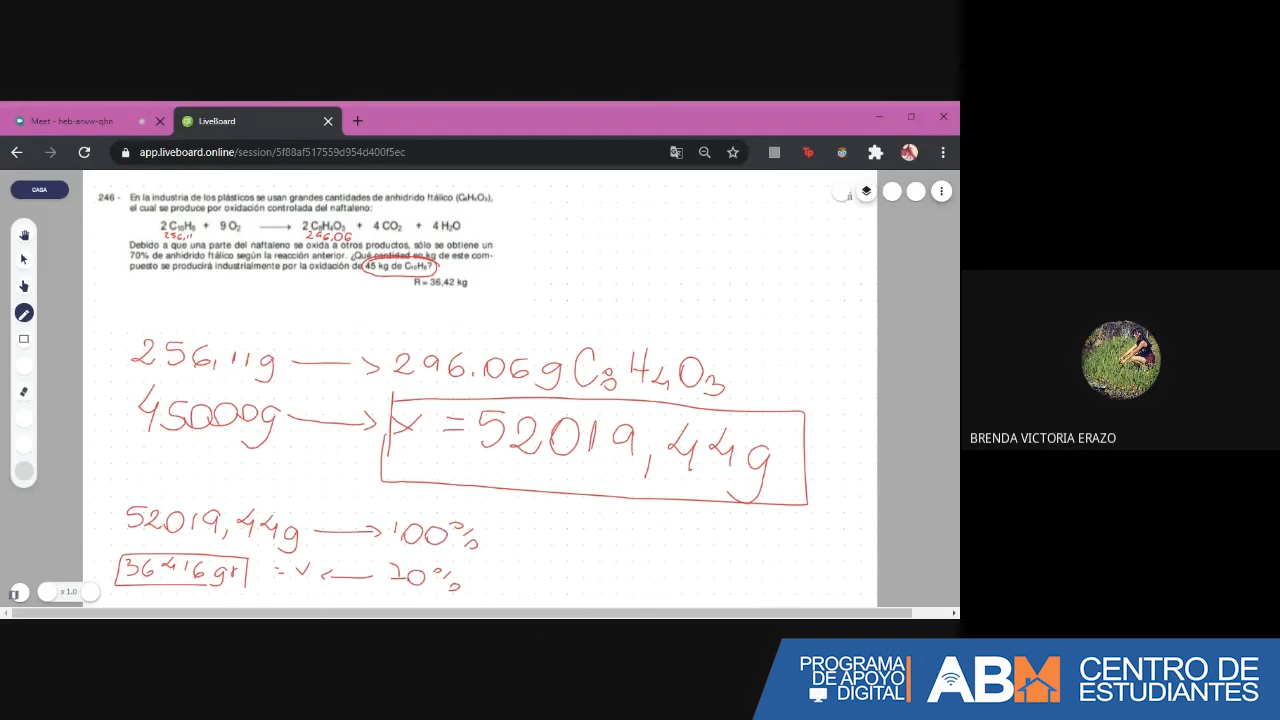 Meet - heb-anww-qhn
LiveBoard
app.liveboard.online/session/5f88af517559d954d400f5ec
CASA
246 - En la industria de los plásticos se usan grandes cantidades de anhidrido ftálico (C₈H₄O₃),
el cual se produce por oxidación controlada del naftaleno:
2 C₁₀H₈ + 9 O₂ ⟶ 2 C₈H₄O₃ + 4 CO₂ + 4 H₂O
256,11 296,06
Debido a que una parte del naftaleno se oxida a otros productos, sólo se obtiene un
70% de anhidrido ftálico según la reacción anterior. ¿Qué cantidad en kg de este com-
puesto se producirá industrialmente por la oxidación de 45 kg de C₁₀H₈?
R = 36,42 kg
256,11g ⟶ 296.06g C₈H₄O₃
45000g ⟶ x = 52019,44g
52019,44g ⟶ 100%
36416gr = x ⟵ 70%
x 1.0
BRENDA VICTORIA ERAZO
PROGRAMA
DE APOYO
DIGITAL
ABM
CENTRO DE
ESTUDIANTES